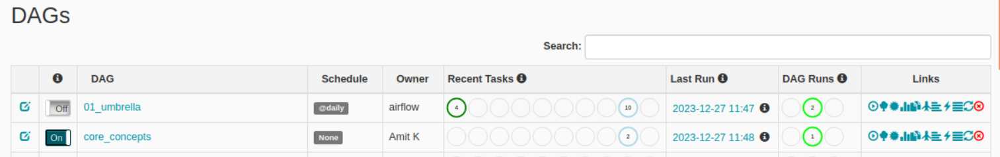 DAGs
Search:
DAG Schedule Owner Recent Tasks Last Run DAG Runs Links
Off 01_umbrella @daily airflow 4 10 2023-12-27 11:47 2
On core_concepts None Amit K 2 2023-12-27 11:48 1